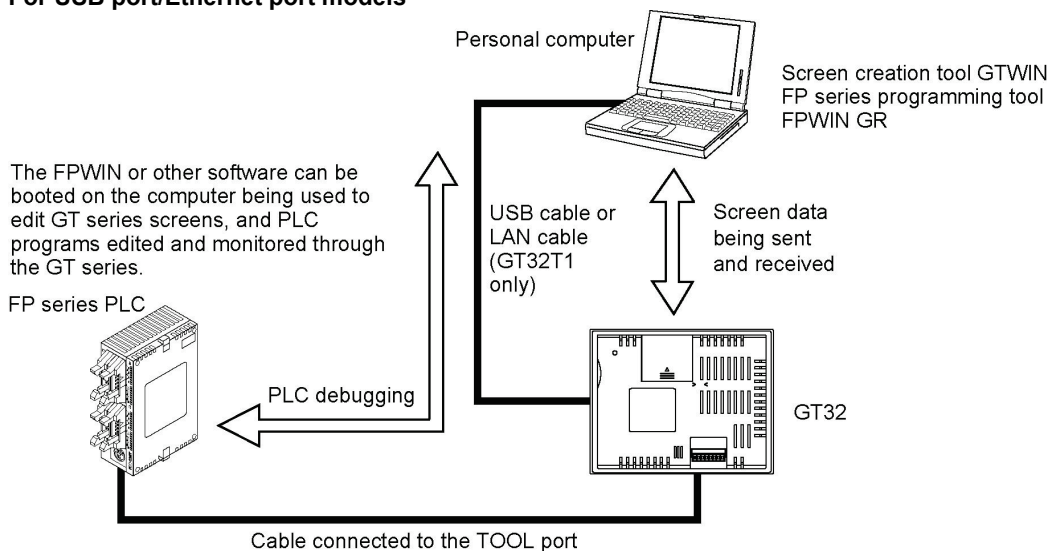 For USB port/Ethernet port models
Personal computer
Screen creation tool GTWIN
FP series programming tool
FPWIN GR
The FPWIN or other software can be
booted on the computer being used to
edit GT series screens, and PLC
programs edited and monitored through
the GT series.
USB cable or
LAN cable
(GT32T1
only)
Screen data
being sent
and received
FP series PLC
PLC debugging
GT32
Cable connected to the TOOL port